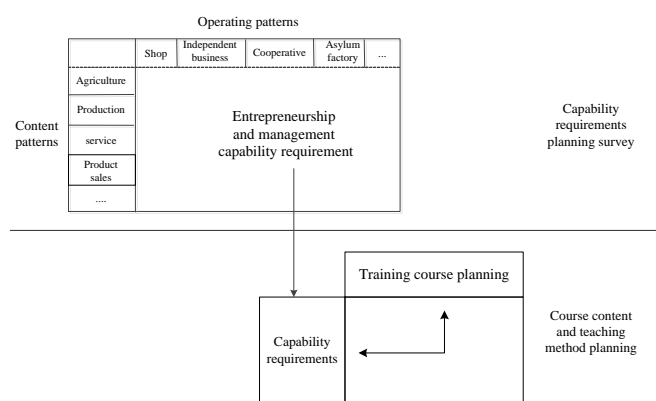 Operating patterns
Shop
Independent
business
Cooperative
Asylum
factory
...
Content
patterns
Agriculture
Production
service
Product
sales
....
Entrepreneurship
and management
capability requirement
Capability
requirements
planning survey
Training course planning
Capability
requirements
Course content
and teaching
method planning